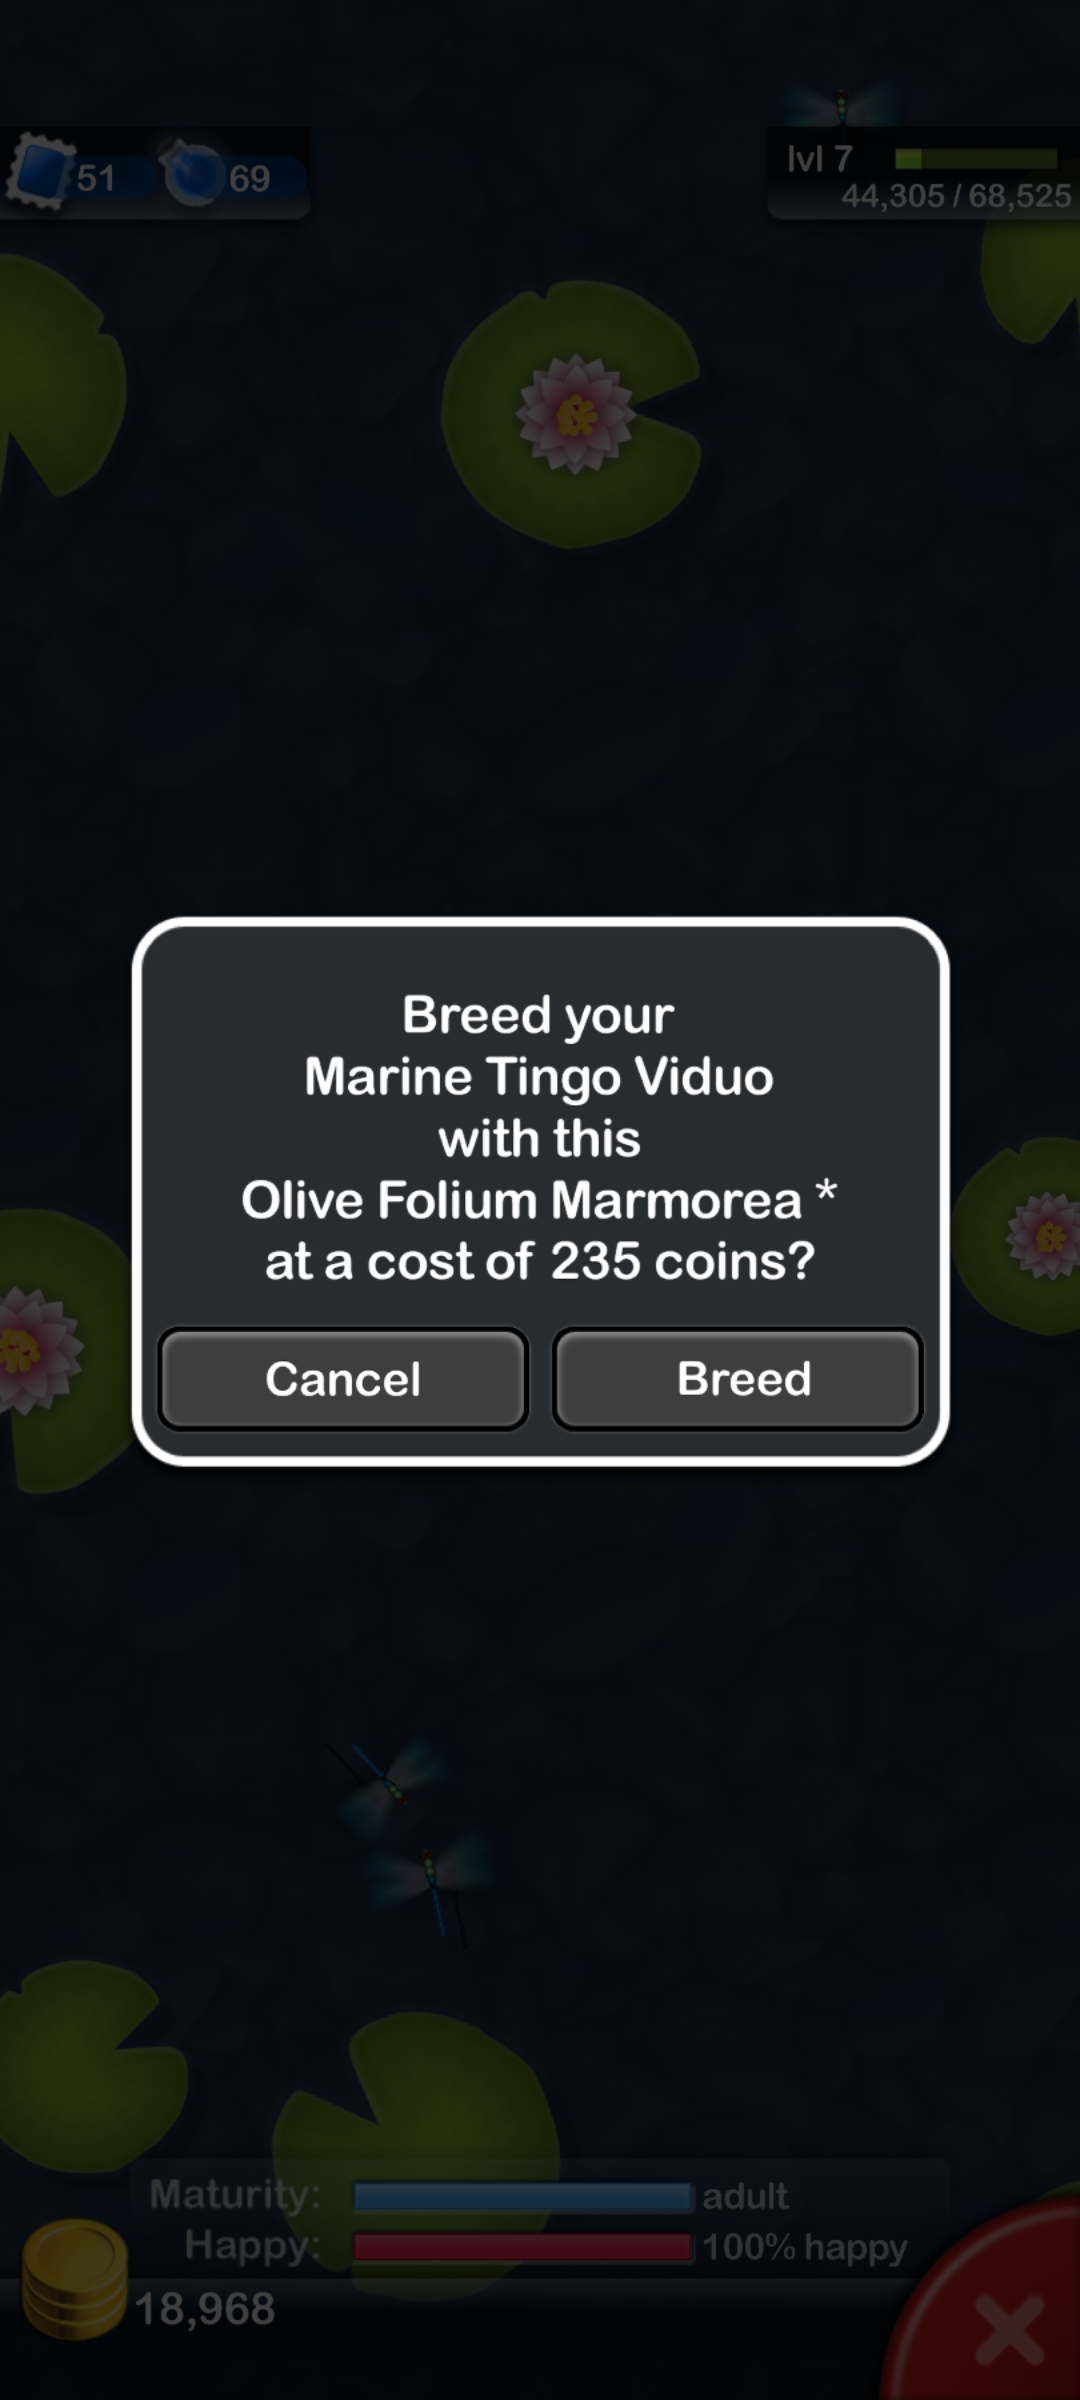 51
69
lvl 7
44,305 / 68,525
Breed your
Marine Tingo Viduo
with this
Olive Folium Marmorea *
at a cost of 235 coins?
Cancel
Breed
Maturity:
adult
Happy:
100% happy
18,968